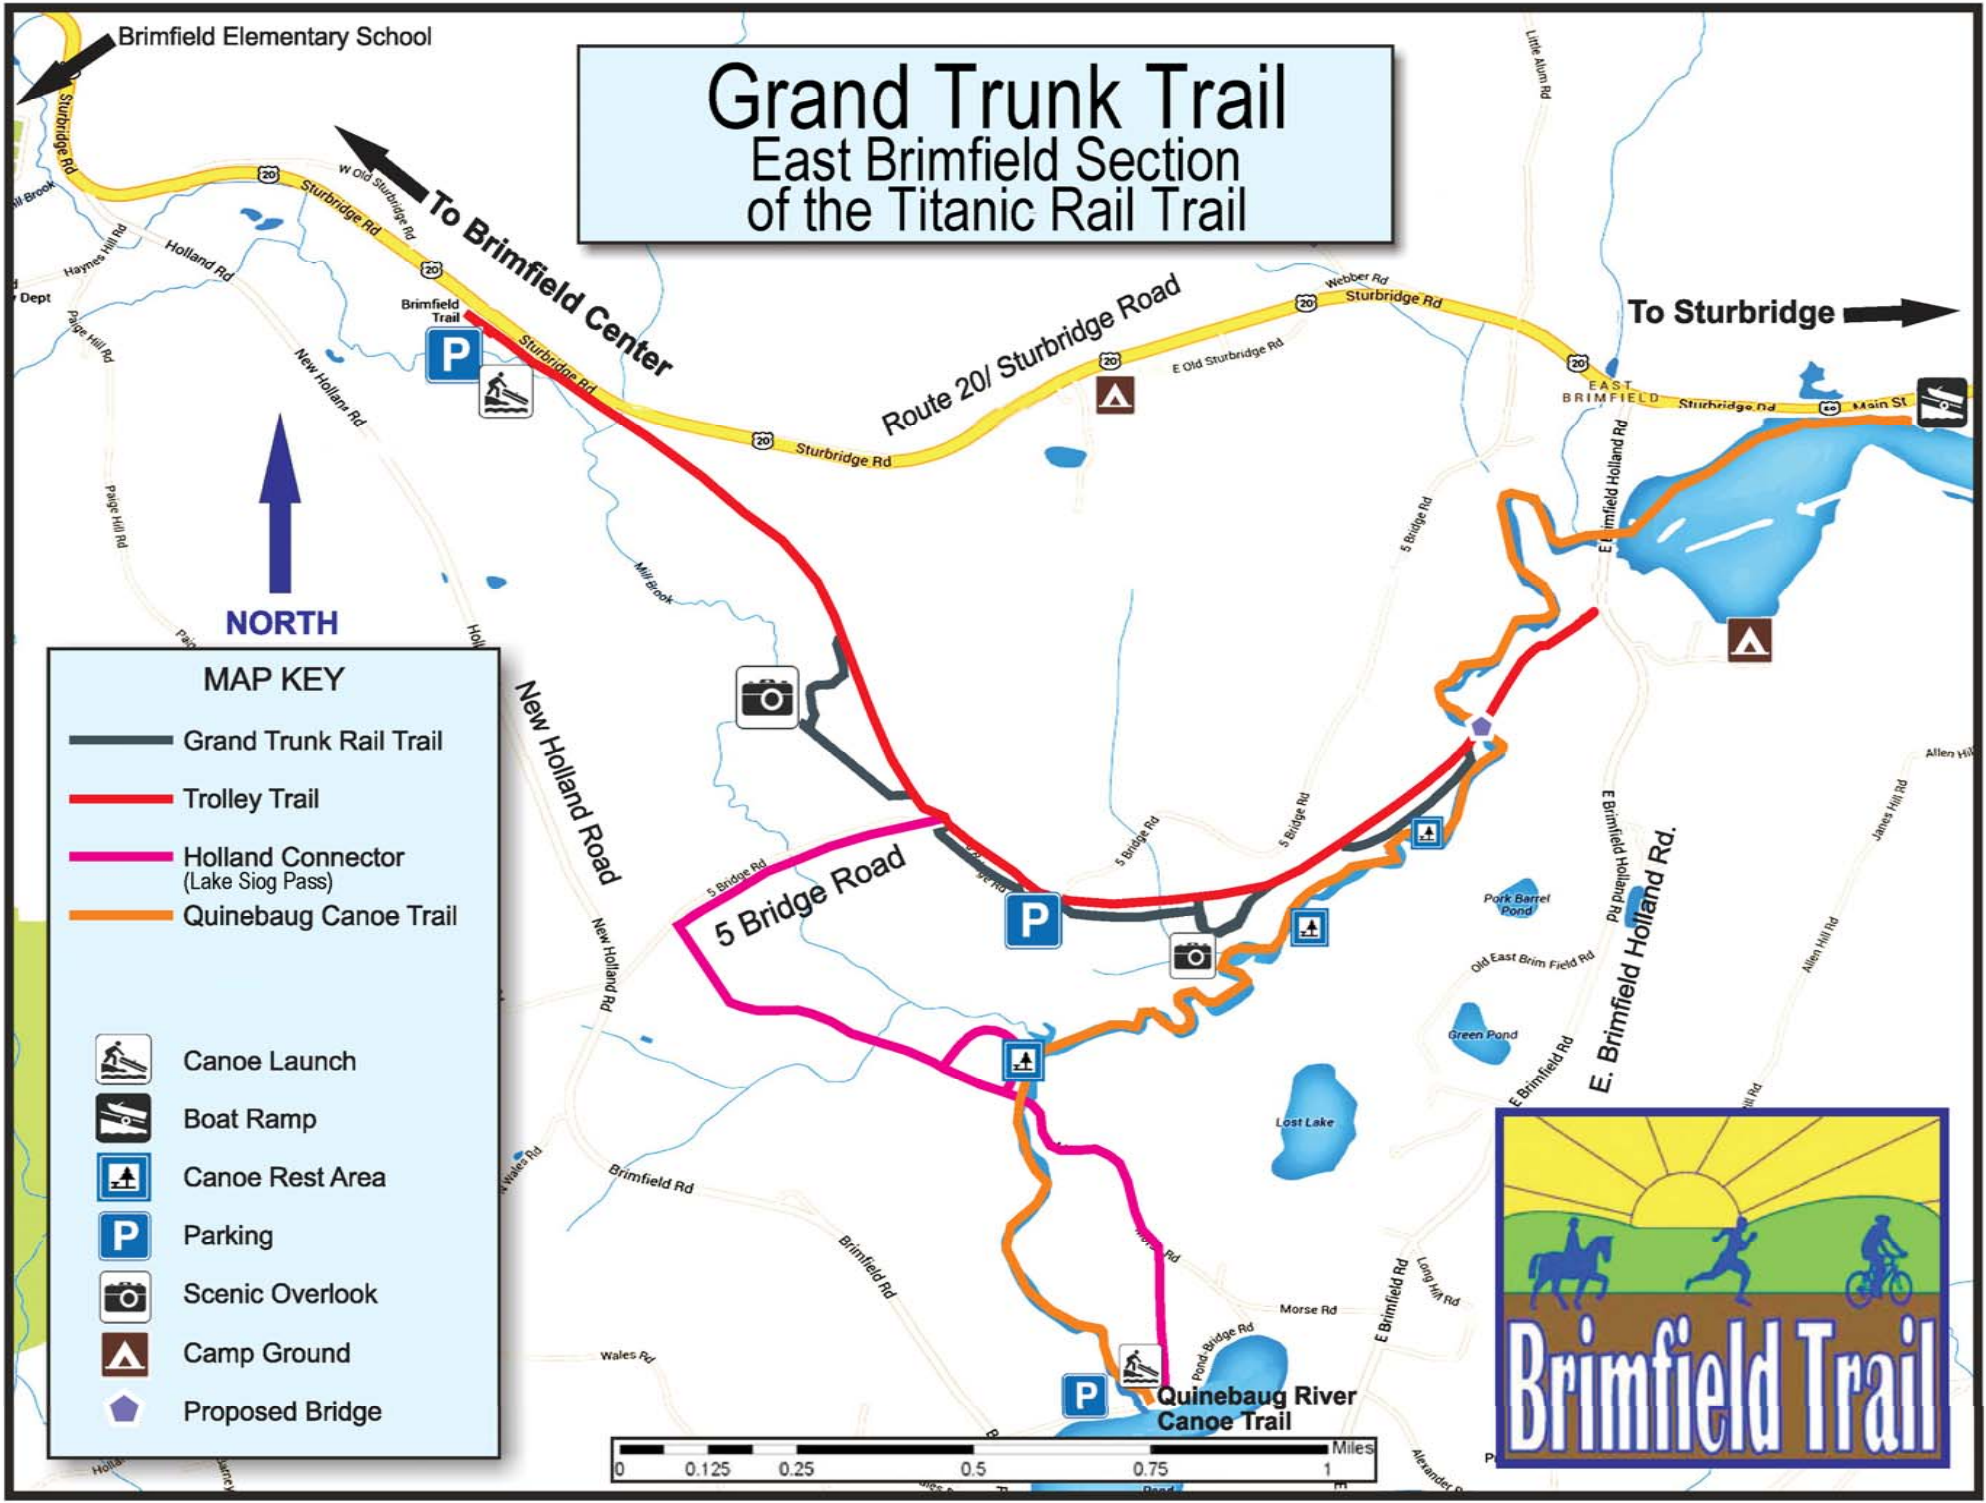 Brimfield Elementary School
Grand Trunk Trail
East Brimfield Section
of the Titanic Rail Trail
Little Alum Rd
Sturbridge Rd
20
W Old Sturbridge Rd
Sturbridge Rd
To Brimfield Center
Haynes Hill Rd
Holland Rd
20
Dept
Brimfield
Trail
P
Paige Hill Rd
New Holland Rd
Sturbridge Rd
Route 20/ Sturbridge Road
Webber Rd
20
Sturbridge Rd
To Sturbridge
20
E Old Sturbridge Rd
20
EAST
BRIMFIELD
Sturbridge Rd
Main St
20
Sturbridge Rd
E Brimfield Holland Rd
Paige Hill Rd
5 Bridge Rd
Mill Brook
NORTH
MAP KEY
Grand Trunk Rail Trail
Trolley Trail
Holland Connector
(Lake Siog Pass)
Quinebaug Canoe Trail
Canoe Launch
Boat Ramp
Canoe Rest Area
P
Parking
Scenic Overlook
Camp Ground
Proposed Bridge
New Holland Road
New Holland Rd
5 Bridge Rd
5 Bridge Road
5 Bridge Rd
5 Bridge Rd
P
Allen Hill
Janes Hill Rd
E Brimfield Holland Rd
E. Brimfield Holland Rd.
Pork Barrel
Pond
Old East Brim Field Rd
Allen Hill Rd
Green Pond
E Brimfield Rd
Lost Lake
Wales Rd
Brimfield Rd
Brimfield Rd
Morse Rd
Long Hill Rd
E Brimfield Rd
Pond-Bridge Rd
Wales Rd
P
Quinebaug River
Canoe Trail
Miles
0 0.125 0.25 0.5 0.75 1
Brimfield Trail